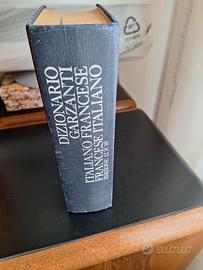 DIZIONARIO
GARZANTI
ITALIANO FRANCESE
FRANCESE ITALIANO
subito